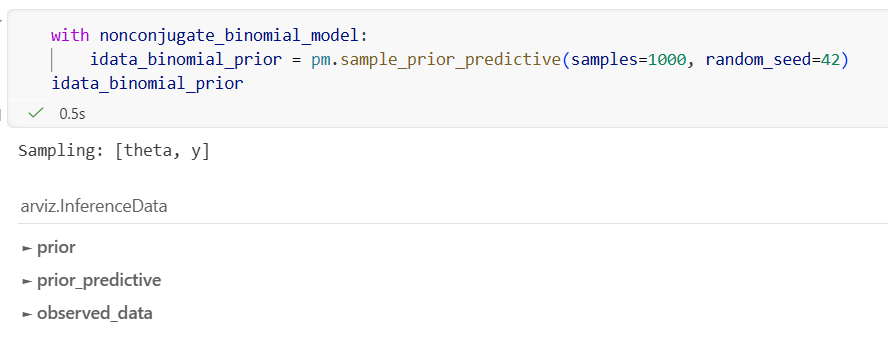 with nonconjugate_binomial_model:
    idata_binomial_prior = pm.sample_prior_predictive(samples=1000, random_seed=42)
idata_binomial_prior
✓ 0.5s
Sampling: [theta, y]
arviz.InferenceData
► prior
► prior_predictive
► observed_data